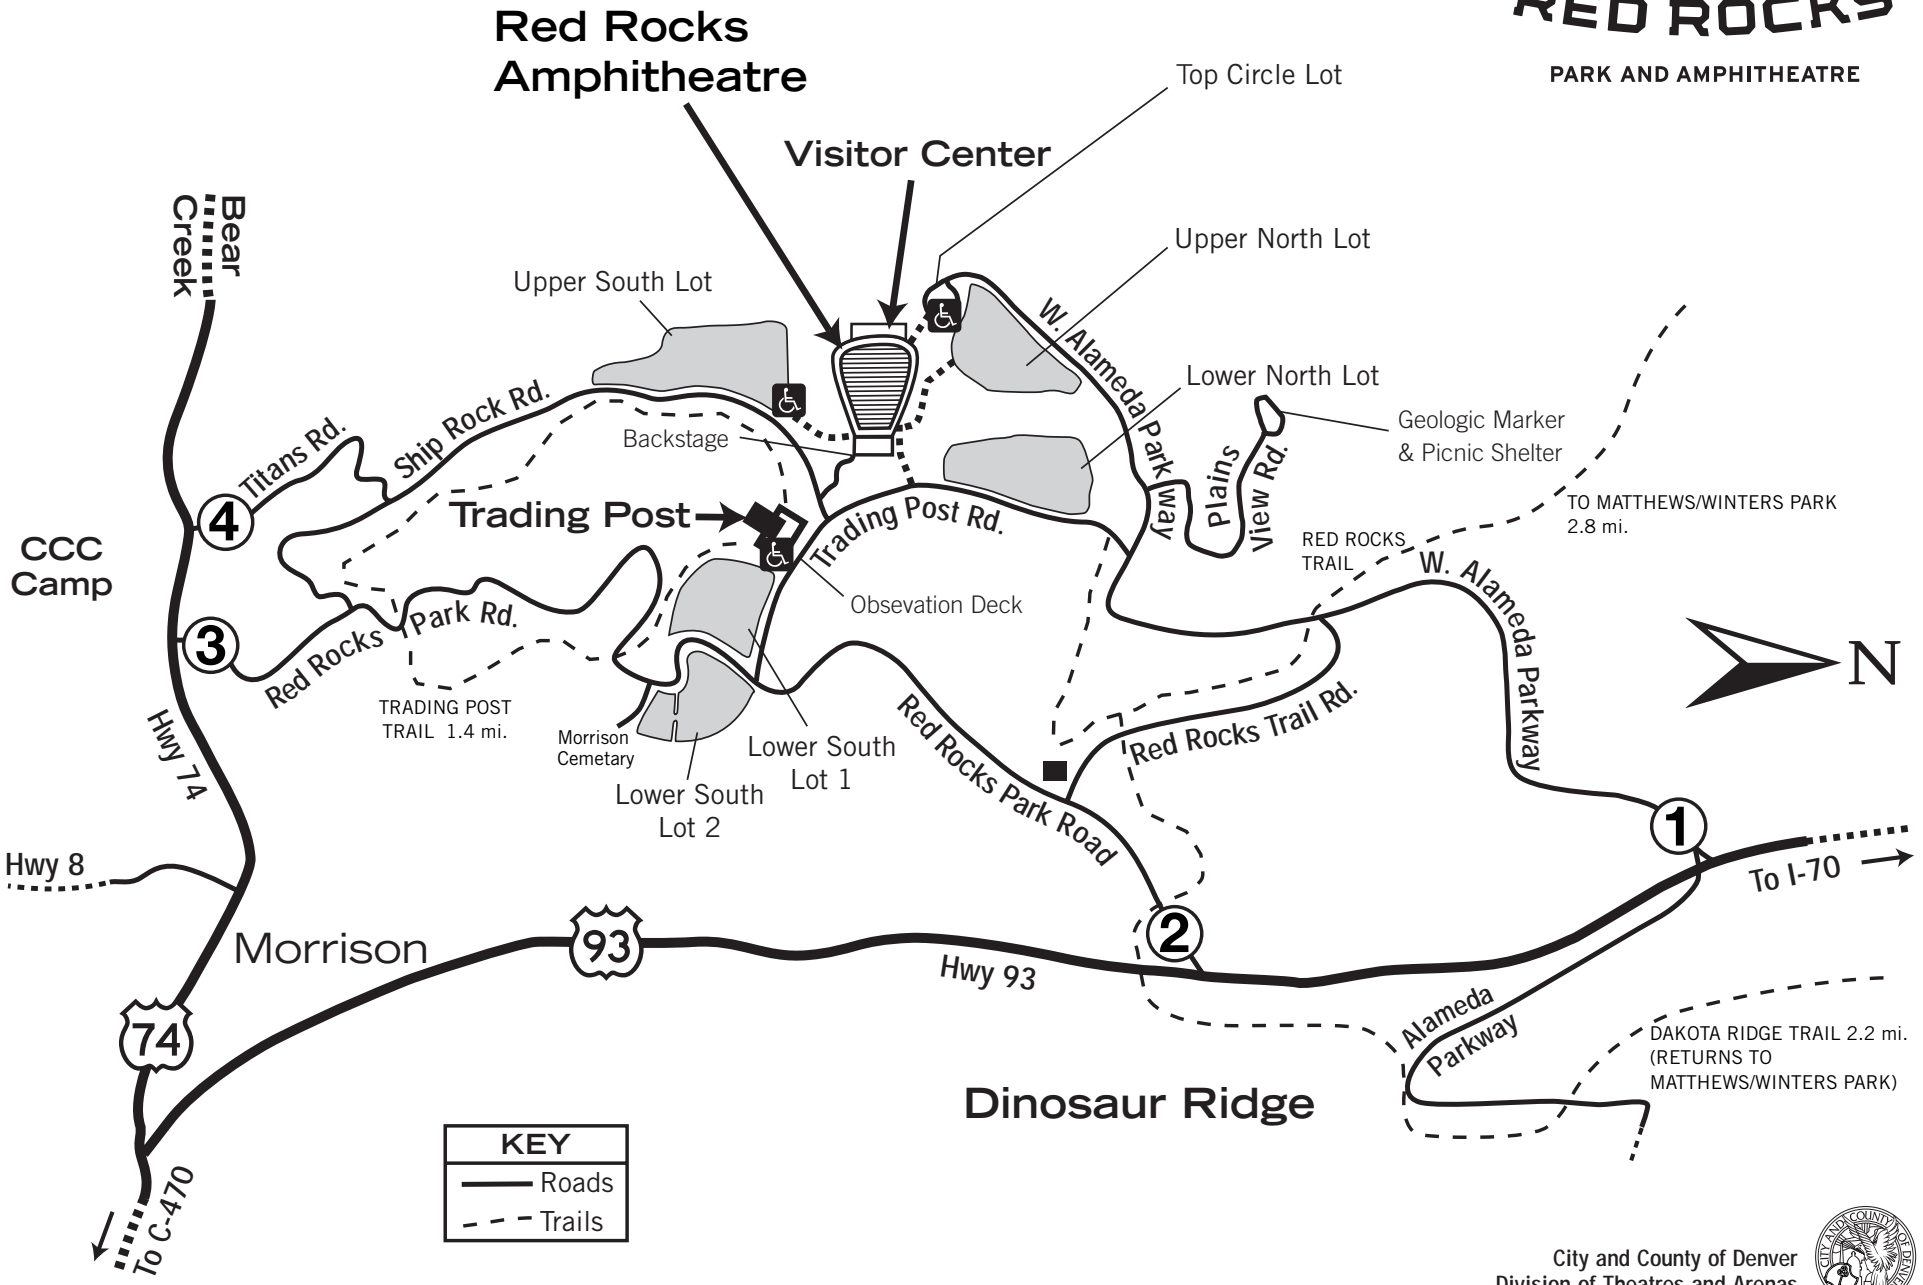 Red Rocks
Amphitheatre
RED ROCKS
PARK AND AMPHITHEATRE
Top Circle Lot
Visitor Center
Bear
Creek
Upper North Lot
Upper South Lot
W. Alameda Parkway
Lower North Lot
Geologic Marker
& Picnic Shelter
Plains
View Rd.
Titans Rd.
Ship Rock Rd.
Backstage
4
Trading Post
Trading Post Rd.
TO MATTHEWS/WINTERS PARK
2.8 mi.
RED ROCKS
TRAIL
W. Alameda Parkway
CCC
Camp
Obsevation Deck
3
Red Rocks Park Rd.
N
TRADING POST
TRAIL 1.4 mi.
Hwy 74
Morrison
Cemetary
Lower South
Lot 1
Lower South
Lot 2
Red Rocks Park Road
Red Rocks Trail Rd.
1
Hwy 8
To I-70
2
Morrison
93
Hwy 93
74
Alameda
Parkway
DAKOTA RIDGE TRAIL 2.2 mi.
(RETURNS TO
MATTHEWS/WINTERS PARK)
Dinosaur Ridge
KEY
Roads
Trails
To C-470
City and County of Denver
Division of Theatres and Arenas